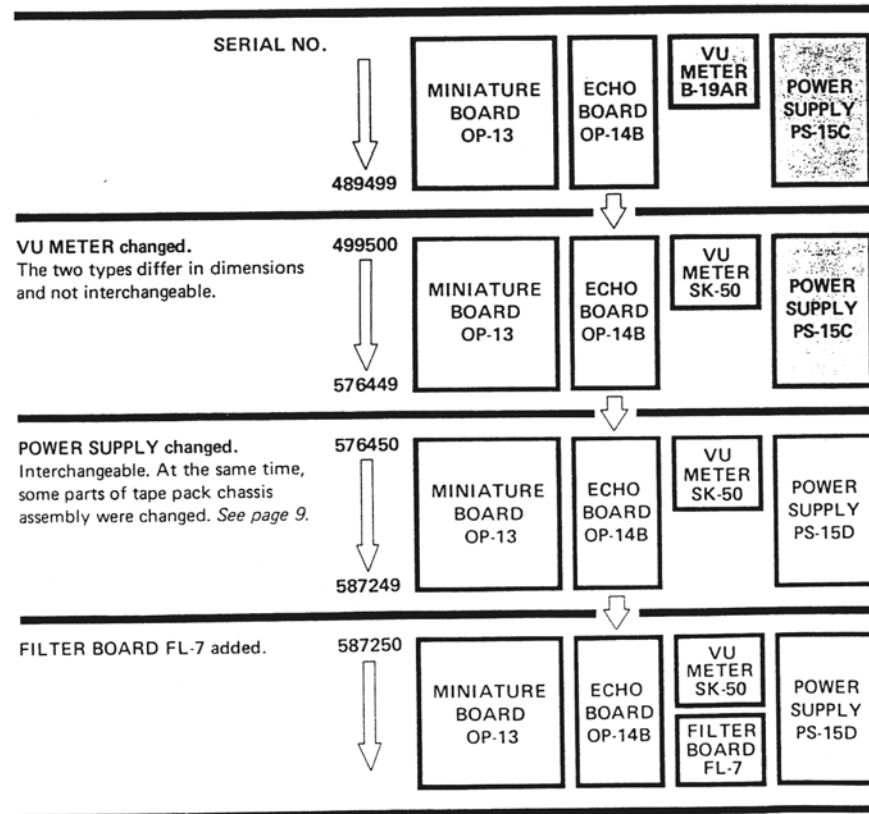 SERIAL NO.
489499
MINIATURE
BOARD
OP-13
ECHO
BOARD
OP-14B
VU
METER
B-19AR
POWER
SUPPLY
PS-15C
VU METER changed.
The two types differ in dimensions
and not interchangeable.
499500
576449
MINIATURE
BOARD
OP-13
ECHO
BOARD
OP-14B
VU
METER
SK-50
POWER
SUPPLY
PS-15C
POWER SUPPLY changed.
Interchangeable. At the same time,
some parts of tape pack chassis
assembly were changed. See page 9.
576450
587249
MINIATURE
BOARD
OP-13
ECHO
BOARD
OP-14B
VU
METER
SK-50
POWER
SUPPLY
PS-15D
FILTER BOARD FL-7 added.
587250
MINIATURE
BOARD
OP-13
ECHO
BOARD
OP-14B
VU
METER
SK-50
FILTER
BOARD
FL-7
POWER
SUPPLY
PS-15D